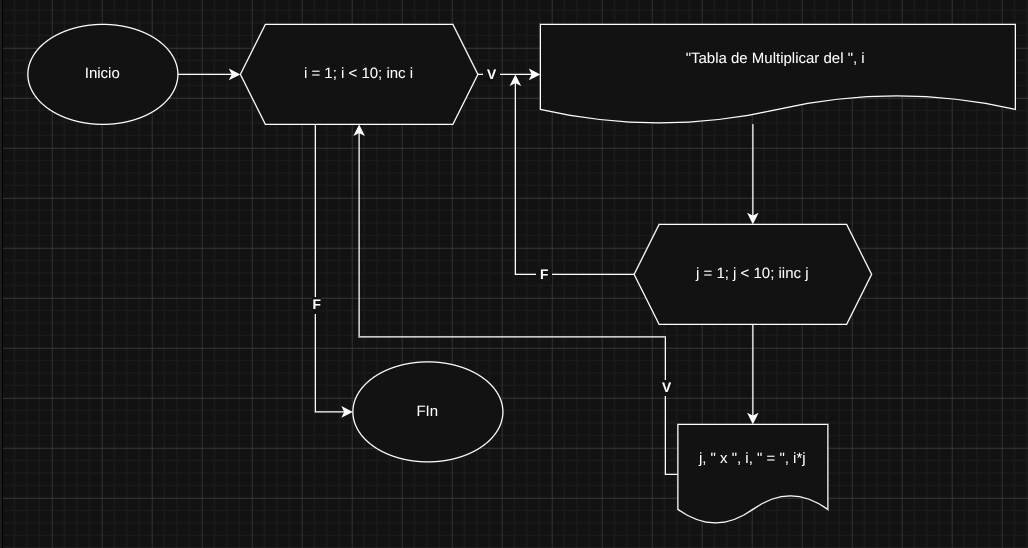 Inicio
i = 1; i < 10; inc i
V
"Tabla de Multiplicar del ", i
j = 1; j < 10; iinc j
F
F
V
FIn
j, " x ", i, " = ", i*j